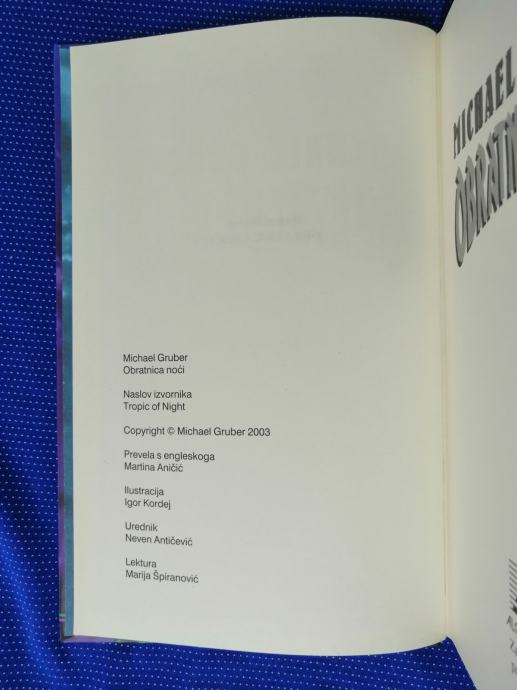 Michael Gruber
Obratnica noći
Naslov izvornika
Tropic of Night
Copyright © Michael Gruber 2003
Prevela s engleskoga
Martina Aničić
Ilustracija
Igor Kordej
Urednik
Neven Antičević
Lektura
Marija Špiranović
MICHAEL